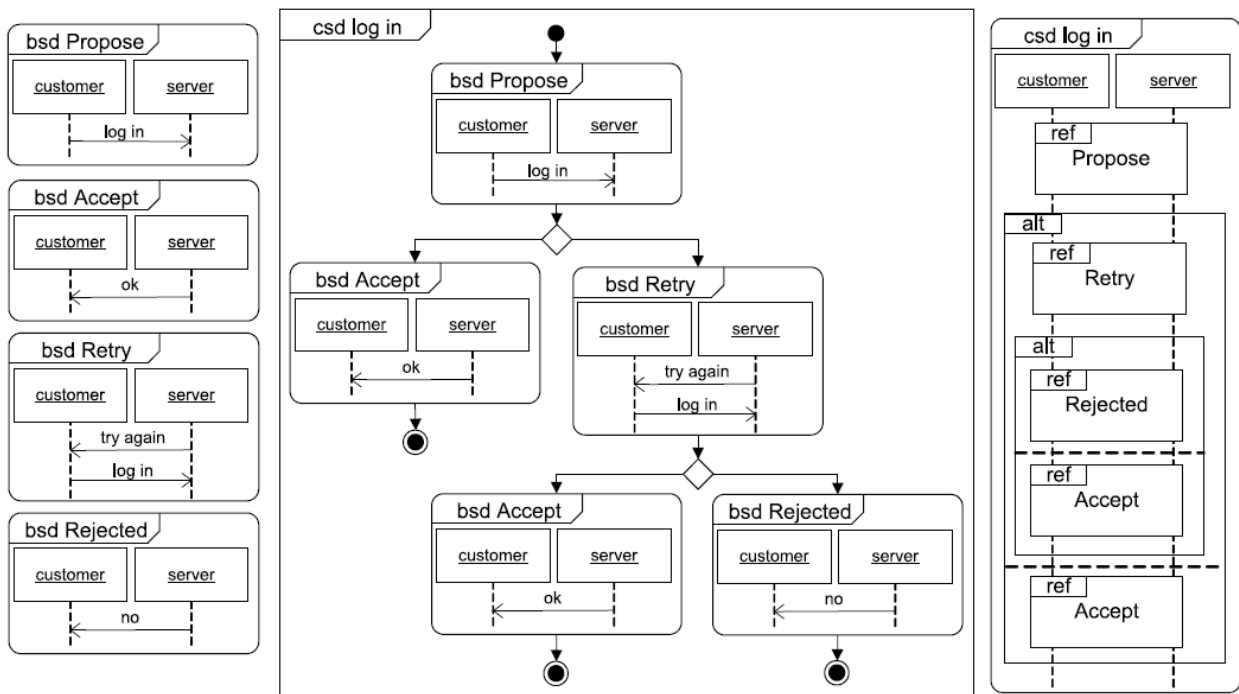 bsd Propose
customer server
log in
bsd Accept
customer server
ok
bsd Retry
customer server
try again
log in
bsd Rejected
customer server
no
csd log in
bsd Propose
customer server
log in
bsd Accept
customer server
ok
bsd Retry
customer server
try again
log in
bsd Accept
customer server
ok
bsd Rejected
customer server
no
csd log in
customer server
ref
Propose
alt
ref
Retry
alt
ref
Rejected
ref
Accept
ref
Accept